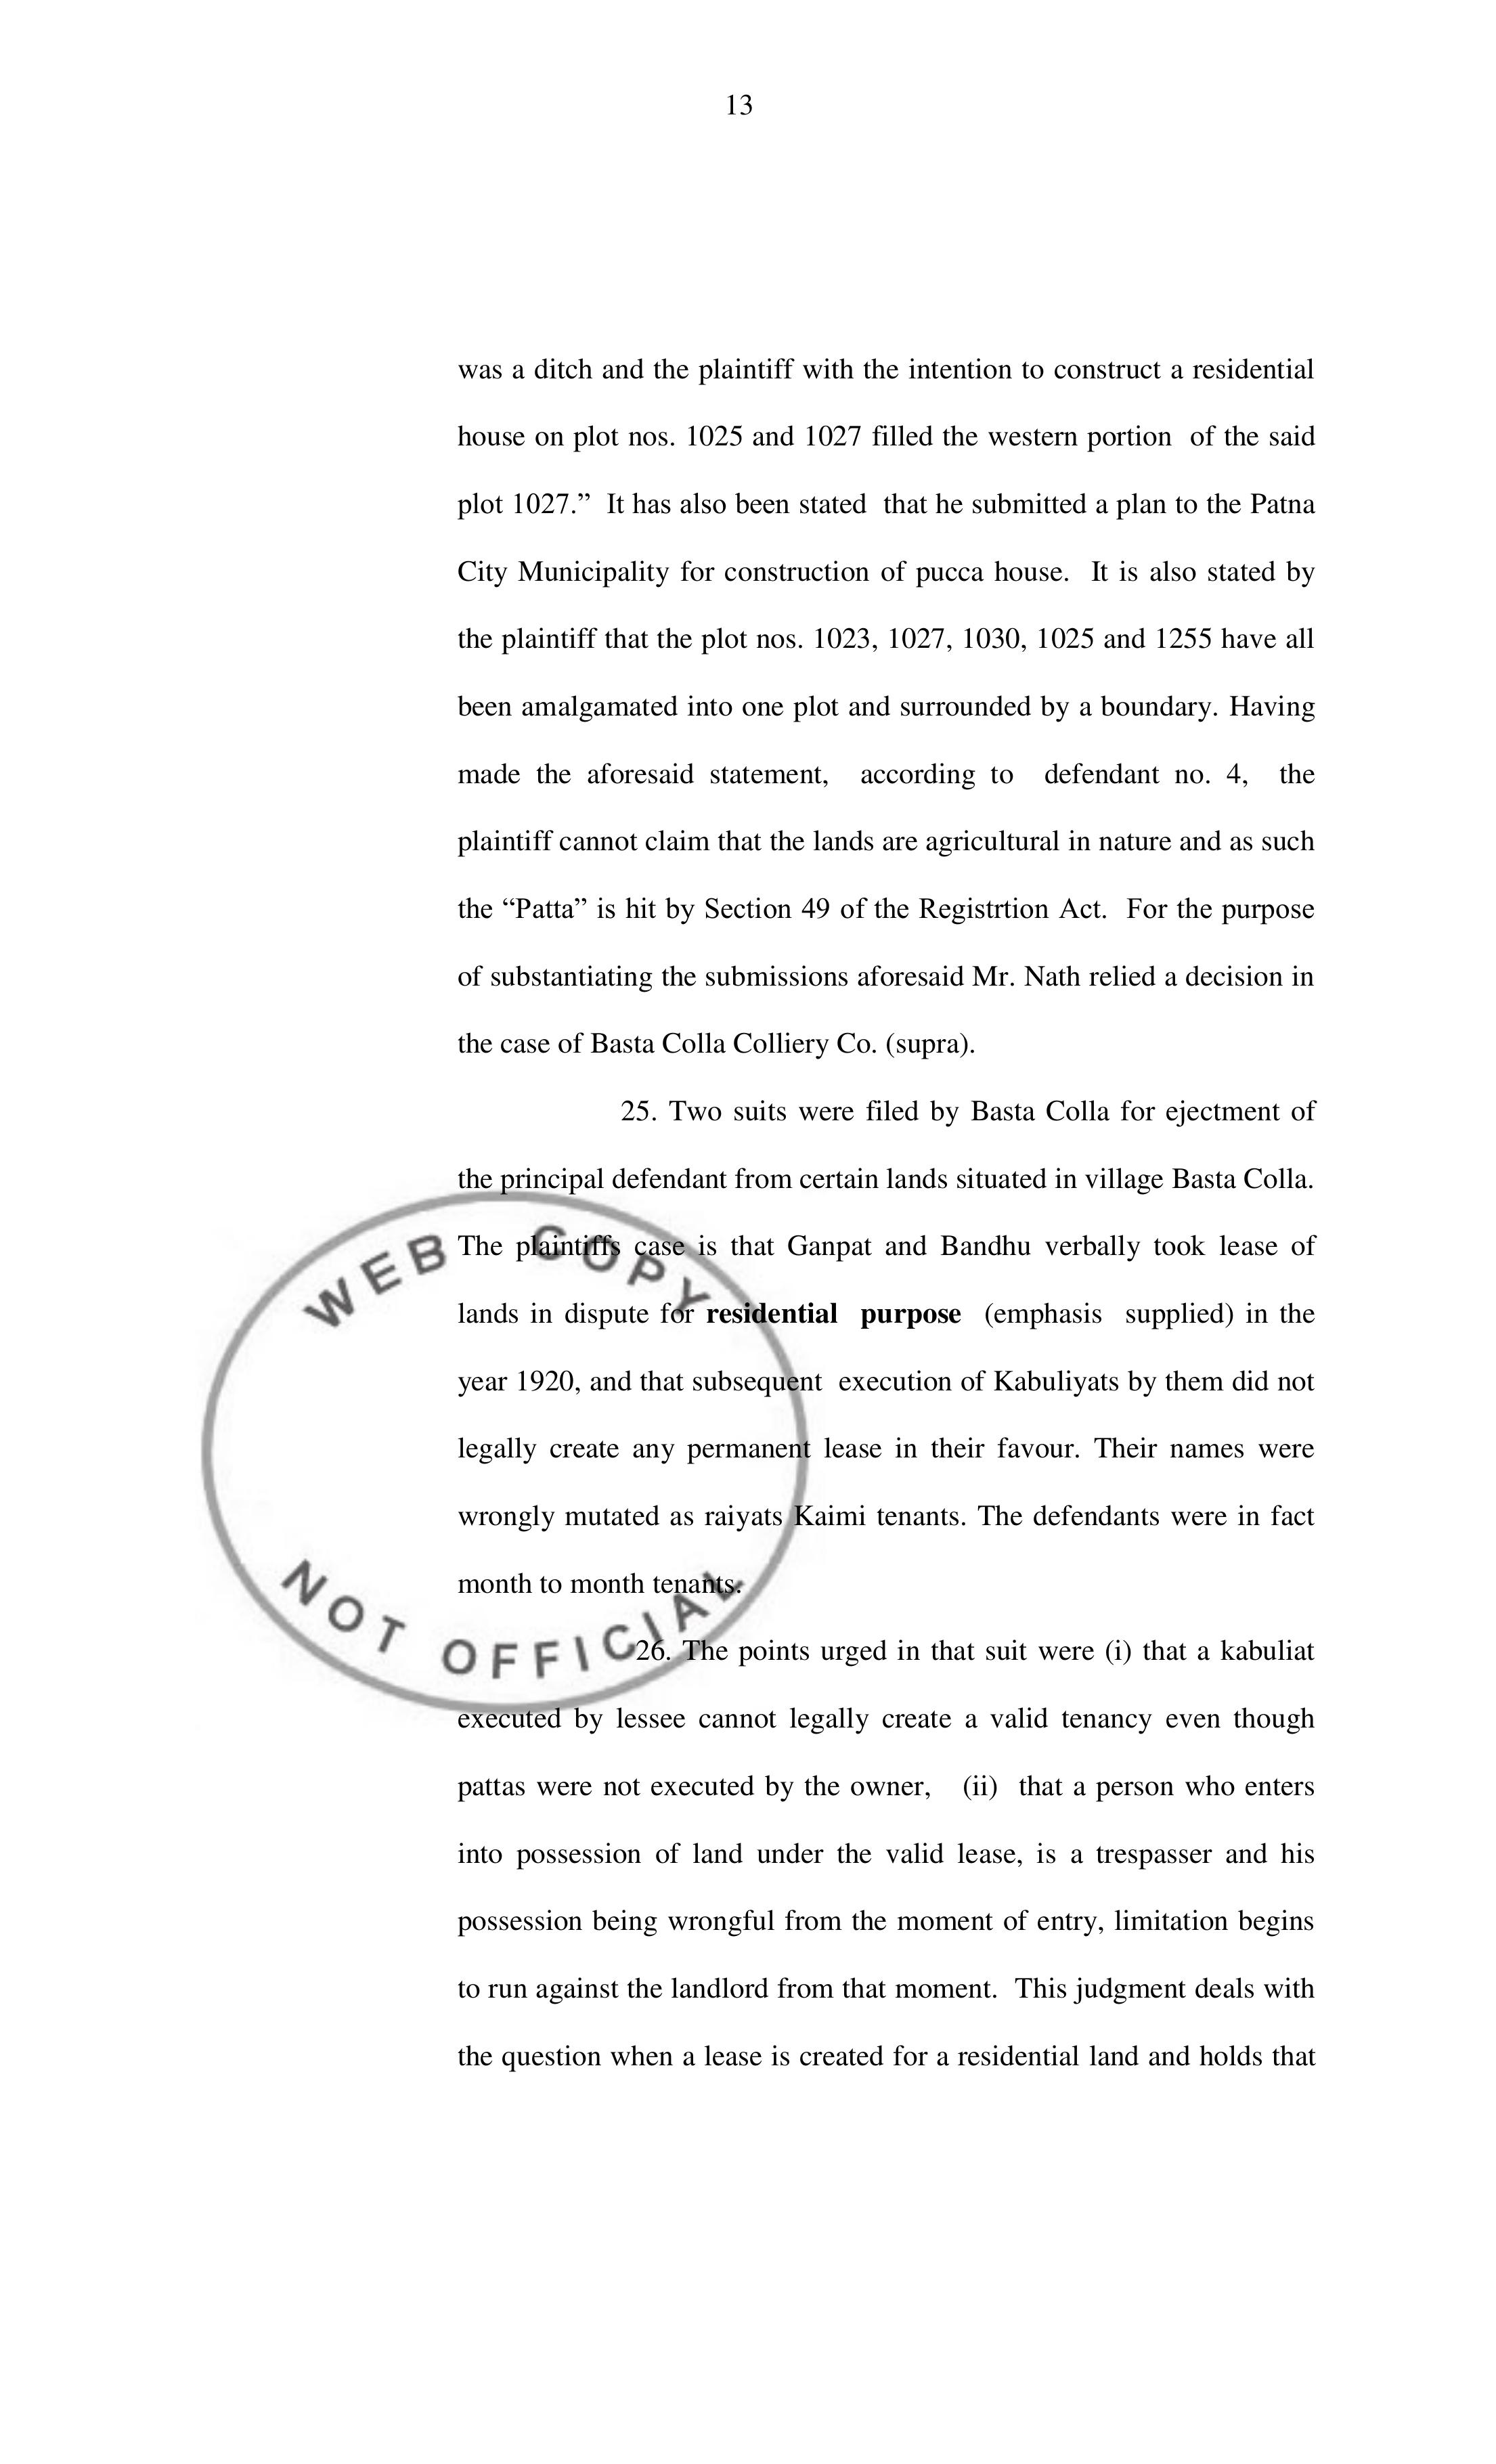 13
was a ditch and the plaintiff with the intention to construct a residential
house on plot nos. 1025 and 1027 filled the western portion of the said
plot 1027.” It has also been stated that he submitted a plan to the Patna
City Municipality for construction of pucca house. It is also stated by
the plaintiff that the plot nos. 1023, 1027, 1030, 1025 and 1255 have all
been amalgamated into one plot and surrounded by a boundary. Having
made the aforesaid statement, according to defendant no. 4, the
plaintiff cannot claim that the lands are agricultural in nature and as such
the “Patta” is hit by Section 49 of the Registrtion Act. For the purpose
of substantiating the submissions aforesaid Mr. Nath relied a decision in
the case of Basta Colla Colliery Co. (supra).
25. Two suits were filed by Basta Colla for ejectment of
the principal defendant from certain lands situated in village Basta Colla.
The plaintiffs case is that Ganpat and Bandhu verbally took lease of
lands in dispute for residential purpose (emphasis supplied) in the
year 1920, and that subsequent execution of Kabuliyats by them did not
legally create any permanent lease in their favour. Their names were
wrongly mutated as raiyats Kaimi tenants. The defendants were in fact
month to month tenants.
26. The points urged in that suit were (i) that a kabuliat
executed by lessee cannot legally create a valid tenancy even though
pattas were not executed by the owner, (ii) that a person who enters
into possession of land under the valid lease, is a trespasser and his
possession being wrongful from the moment of entry, limitation begins
to run against the landlord from that moment. This judgment deals with
the question when a lease is created for a residential land and holds that
WEB COPY
NOT OFFICIAL